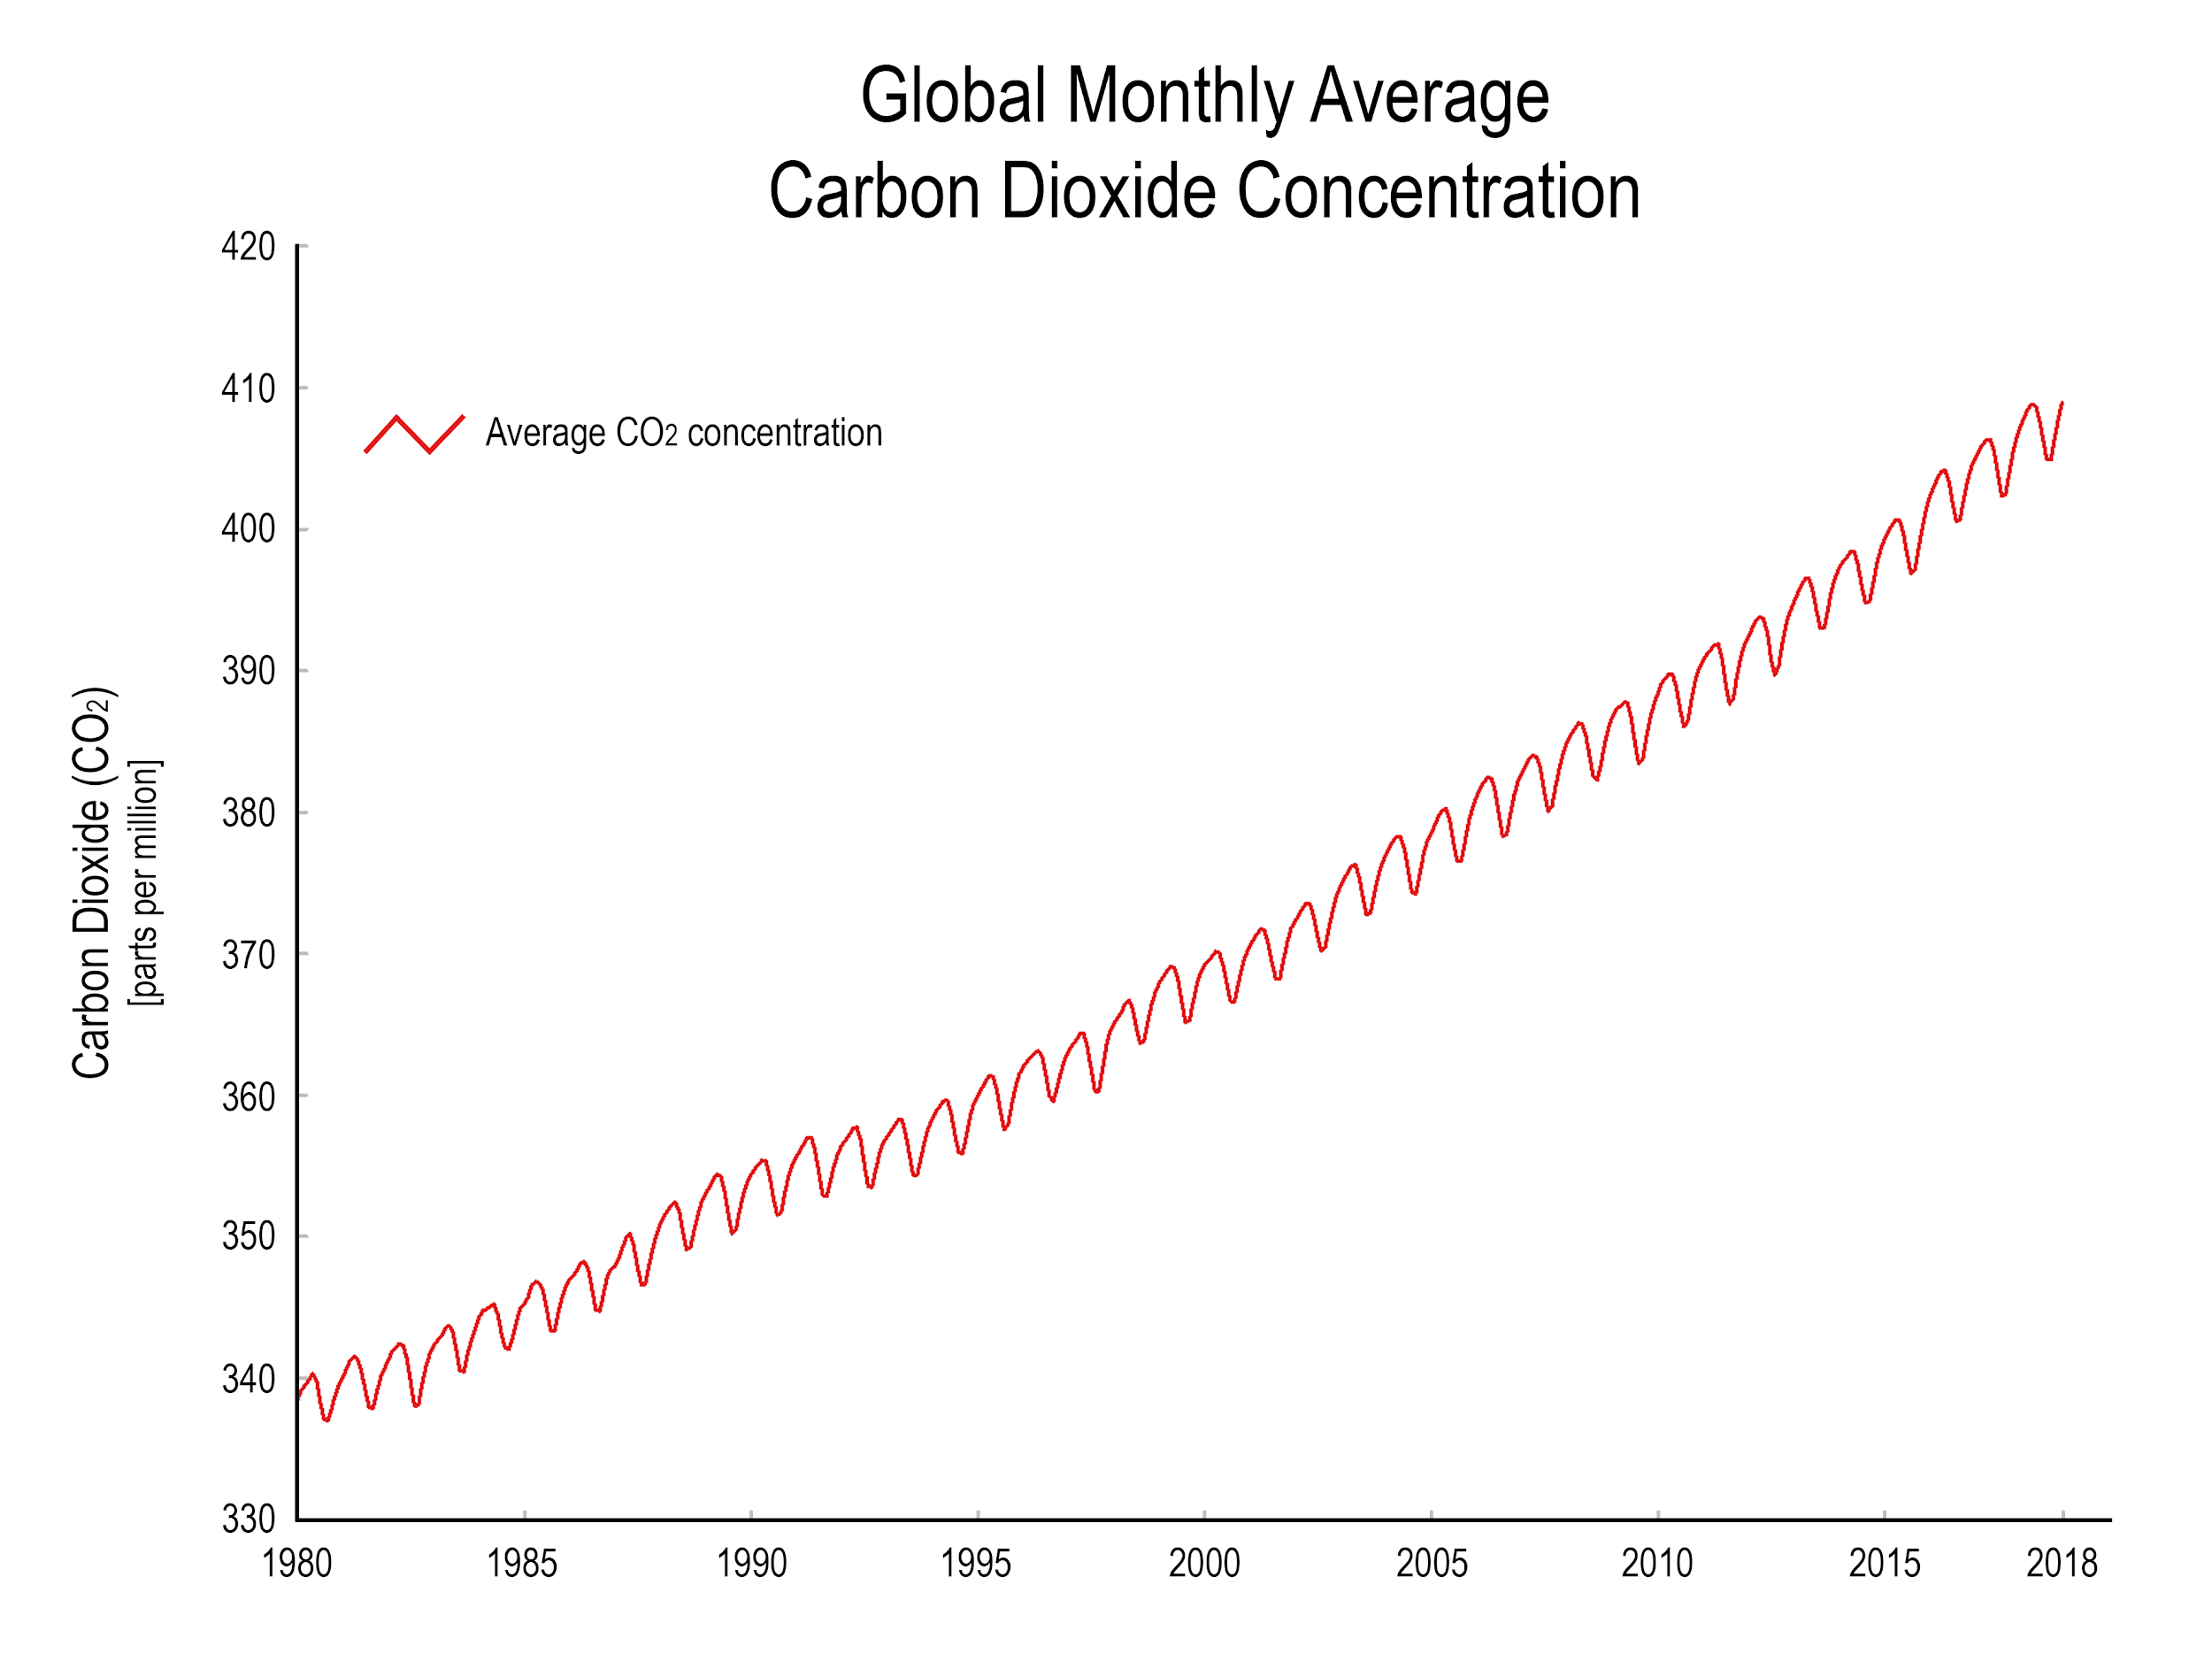 Global Monthly Average
Carbon Dioxide Concentration
420
410
Average CO2 concentration
400
390
Carbon Dioxide (CO2)
[parts per million]
380
370
360
350
340
330
1980 1985 1990 1995 2000 2005 2010 2015 2018